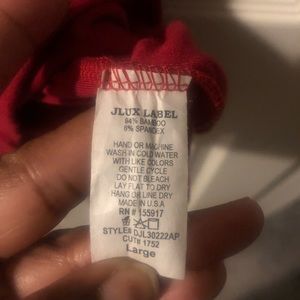 JLUX LABEL
94% BAMBOO
6% SPANDEX
HAND OR MACHINE
WASH IN COLD WATER
WITH LIKE COLORS
GENTLE CYCLE
DO NOT BLEACH
LAY FLAT TO DRY
HANG OR LINE DRY
MADE IN U.S.A
RN# 155917
STYLE# DJL30222AP
CUT# 1752
Large